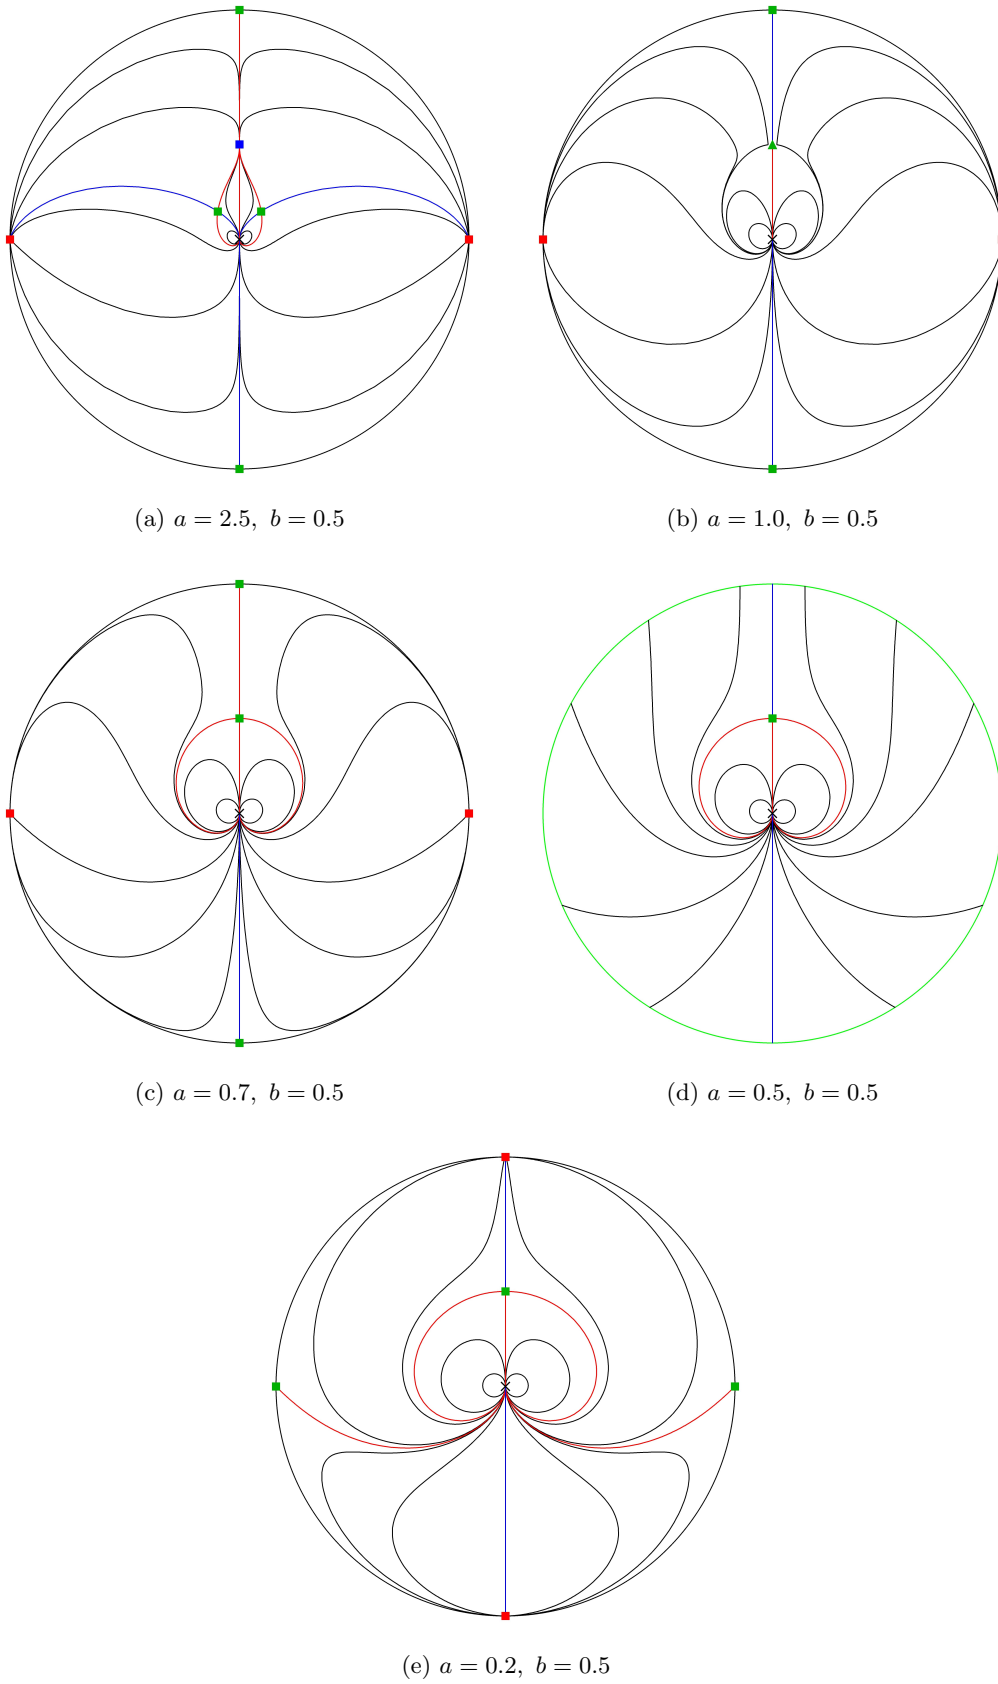 (a) a = 2.5, b = 0.5
(b) a = 1.0, b = 0.5
(c) a = 0.7, b = 0.5
(d) a = 0.5, b = 0.5
(e) a = 0.2, b = 0.5